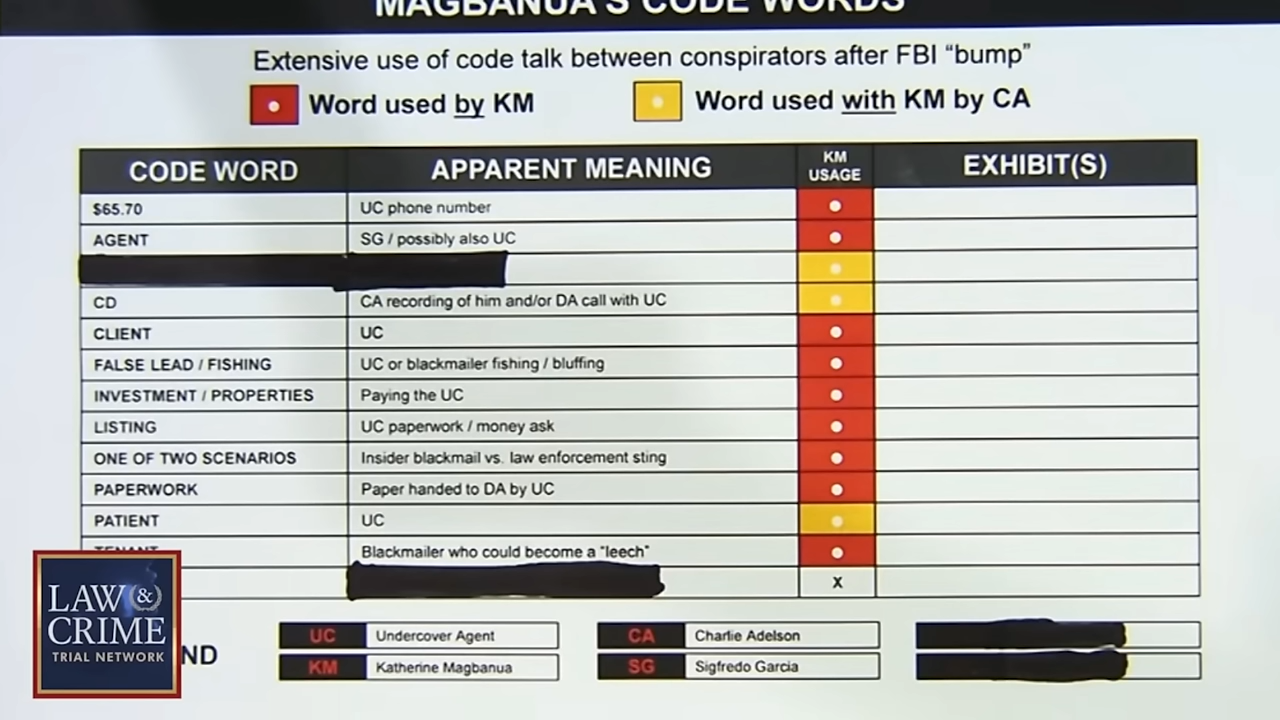 MAGBANUA'S CODE WORDS
Extensive use of code talk between conspirators after FBI "bump"
Word used by KM
Word used with KM by CA
CODE WORD APPARENT MEANING KM USAGE EXHIBIT(S)
$65.70 UC phone number
AGENT SG / possibly also UC
CD CA recording of him and/or DA call with UC
CLIENT UC
FALSE LEAD / FISHING UC or blackmailer fishing / bluffing
INVESTMENT / PROPERTIES Paying the UC
LISTING UC paperwork / money ask
ONE OF TWO SCENARIOS Insider blackmail vs. law enforcement sting
PAPERWORK Paper handed to DA by UC
PATIENT UC
TENANT Blackmailer who could become a "leech"
X
ND
UC Undercover Agent CA Charlie Adelson
KM Katherine Magbanua SG Sigfredo Garcia
LAW &
CRIME
TRIAL NETWORK